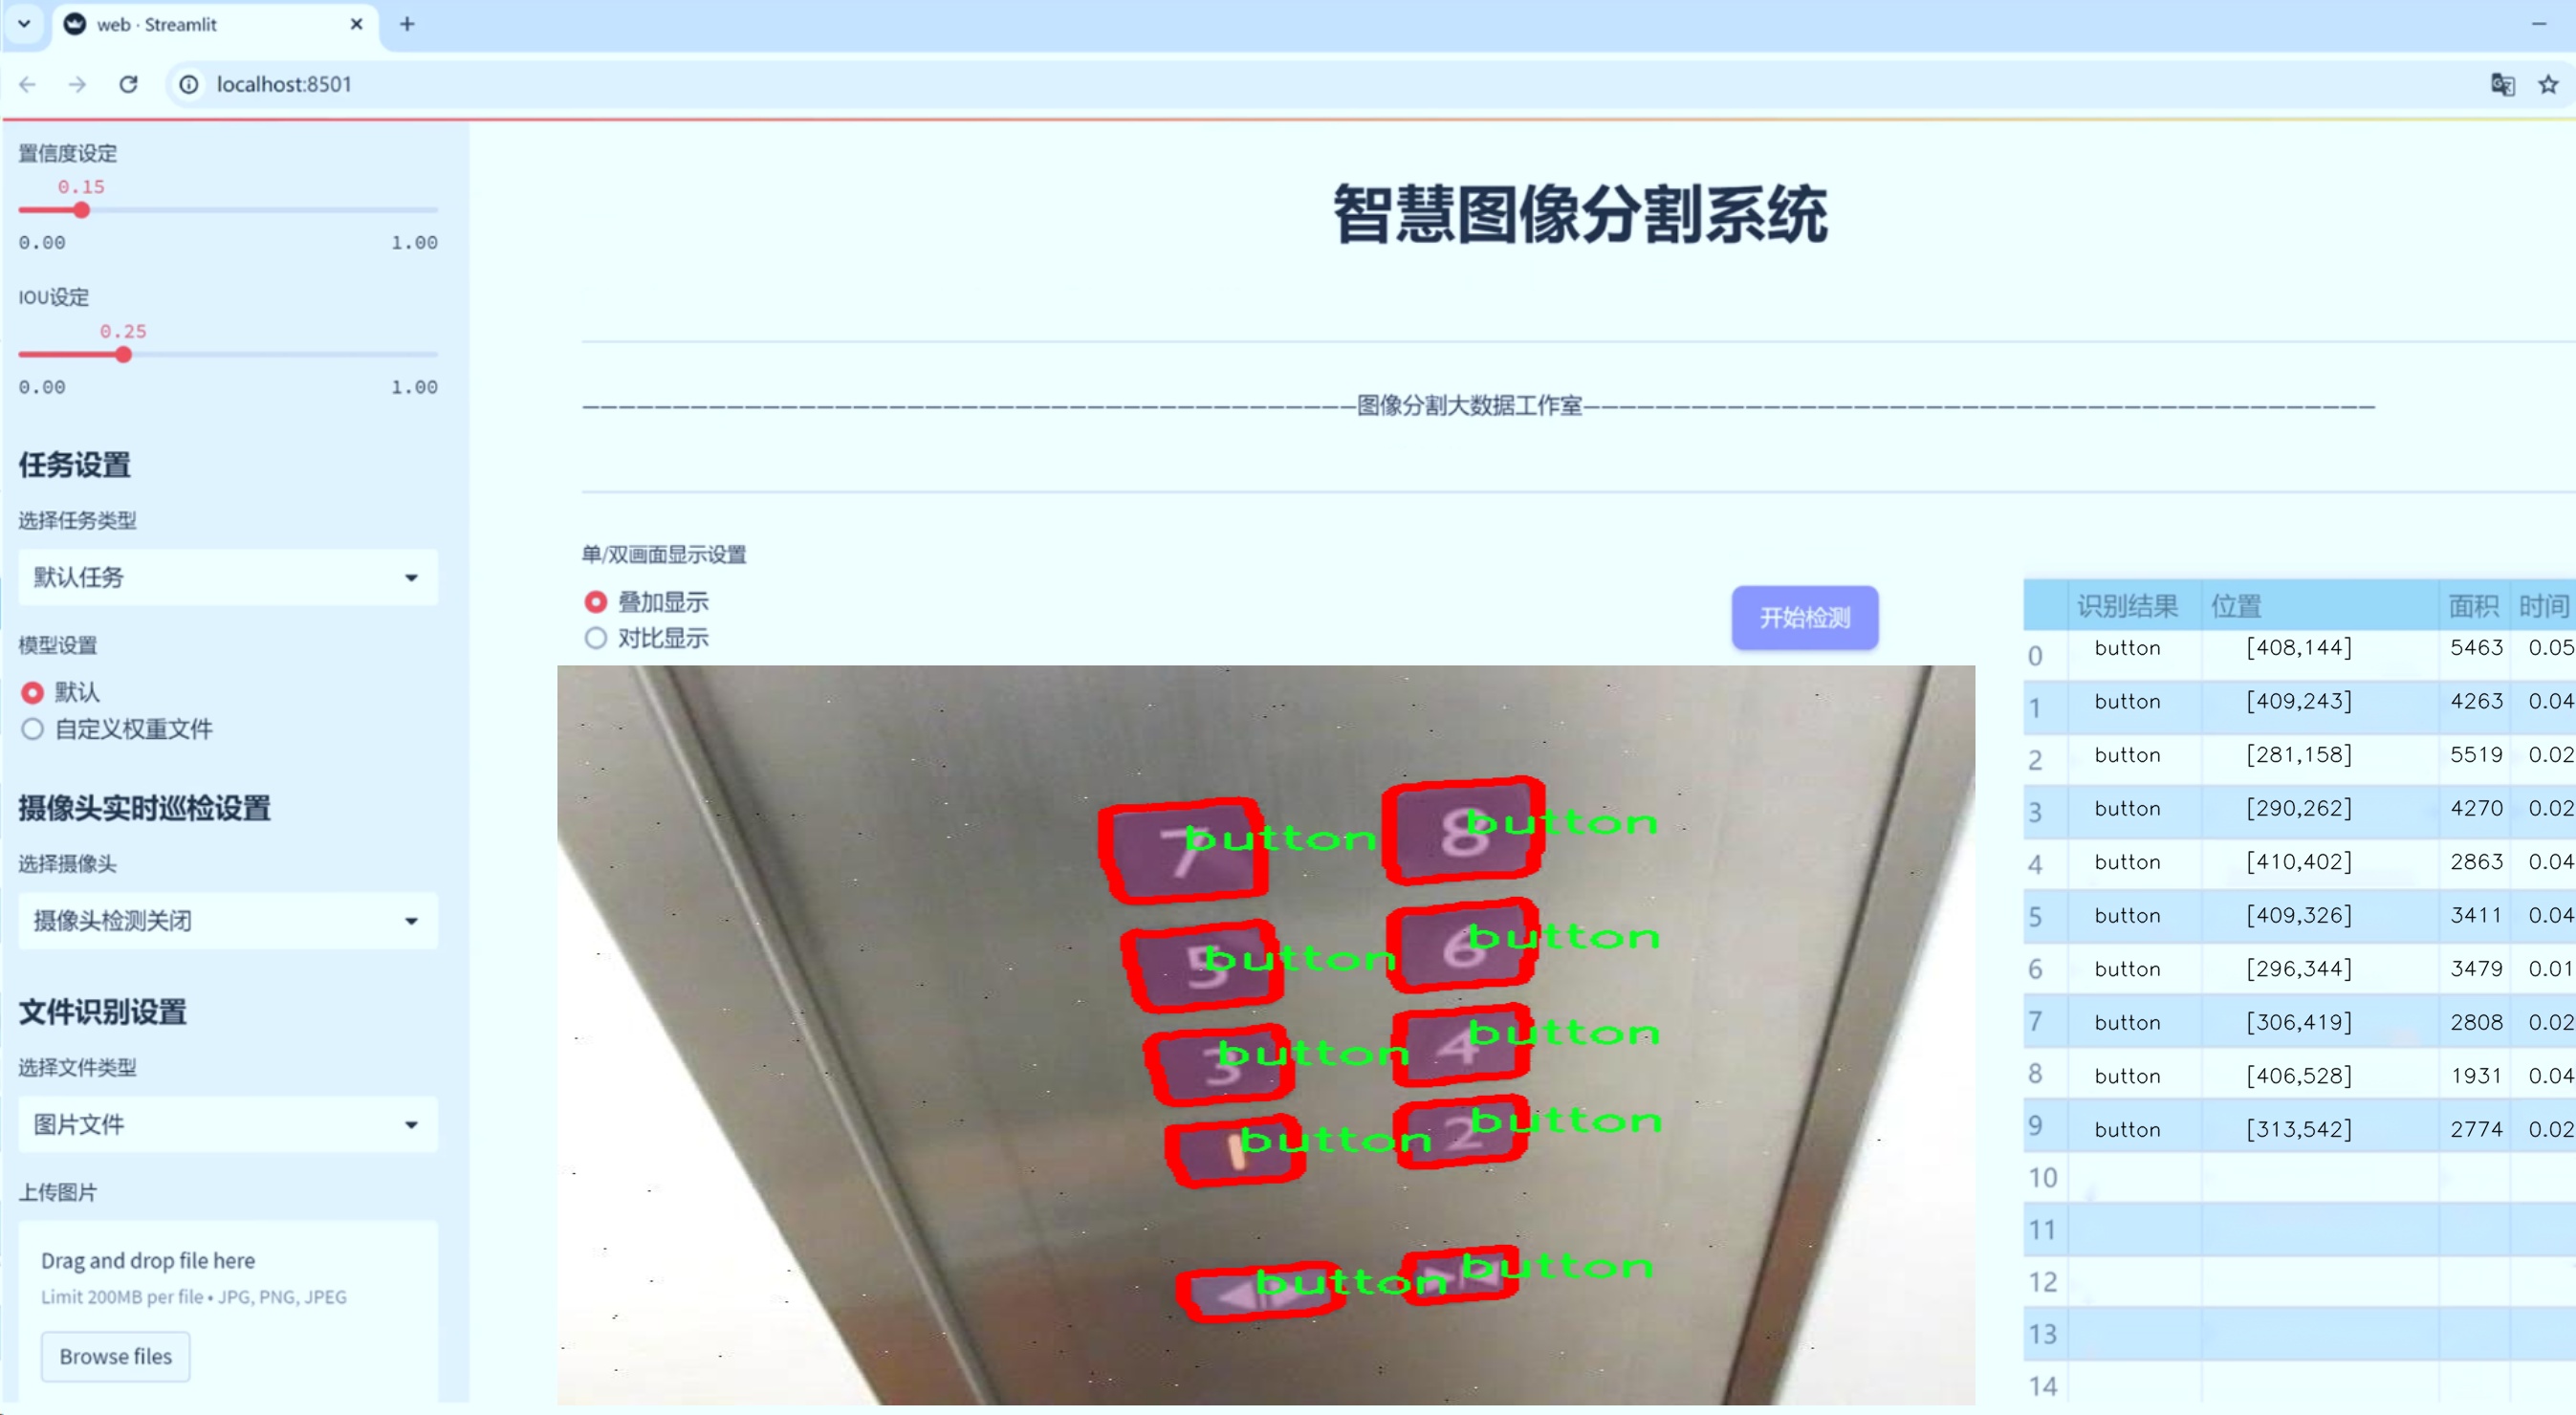 web · Streamlit
localhost:8501
置信度设定
0.15
0.00 1.00
IOU设定
0.25
0.00 1.00
任务设置
选择任务类型
默认任务
模型设置
默认
自定义权重文件
摄像头实时巡检设置
选择摄像头
摄像头检测关闭
文件识别设置
选择文件类型
图片文件
上传图片
Drag and drop file here
Limit 200MB per file • JPG, PNG, JPEG
Browse files
智慧图像分割系统
———————————————————————————————————————————图像分割大数据工作室————————————————————————————————————————————
单/双画面显示设置
叠加显示
对比显示
开始检测
7 button 8 button
5 button 6 button
3 button 4 button
1 button 2 button
button button
识别结果 位置 面积 时间
0 button [408,144] 5463 0.05
1 button [409,243] 4263 0.04
2 button [281,158] 5519 0.02
3 button [290,262] 4270 0.02
4 button [410,402] 2863 0.04
5 button [409,326] 3411 0.04
6 button [296,344] 3479 0.01
7 button [306,419] 2808 0.02
8 button [406,528] 1931 0.04
9 button [313,542] 2774 0.02
10
11
12
13
14